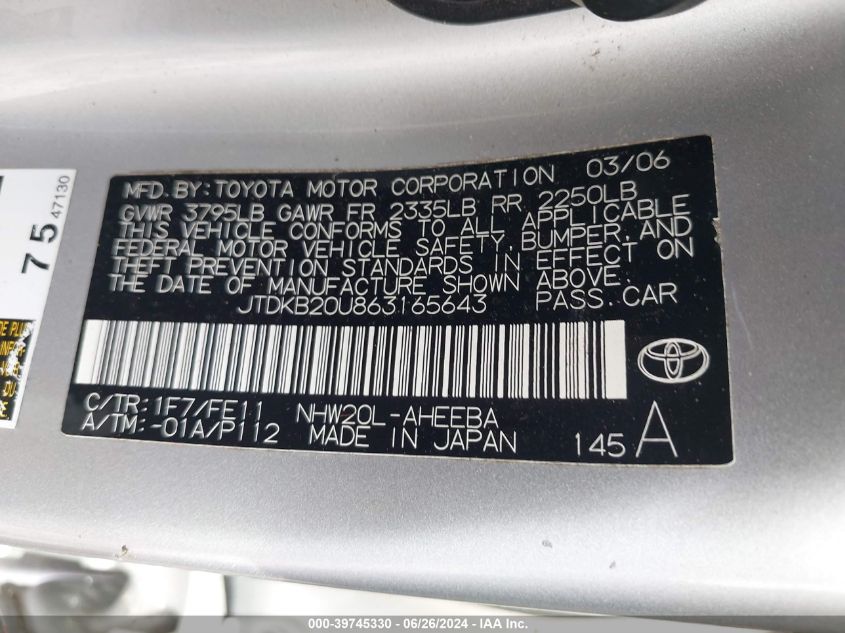 MFD. BY: TOYOTA MOTOR CORPORATION 03/06
GVWR 3795LB GAWR FR 2335LB RR 2250LB
THIS VEHICLE CONFORMS TO ALL APPLICABLE
FEDERAL MOTOR VEHICLE SAFETY, BUMPER, AND
THEFT PREVENTION STANDARDS IN EFFECT ON
THE DATE OF MANUFACTURE SHOWN ABOVE.
JTDKB20U863165643 PASS. CAR
C/TR: 1F7/FE11 NHW20L-AHEEBA
A/TM: -01A/P112 MADE IN JAPAN 145 A
75
47130
000-39745330 - 06/26/2024 - IAA Inc.